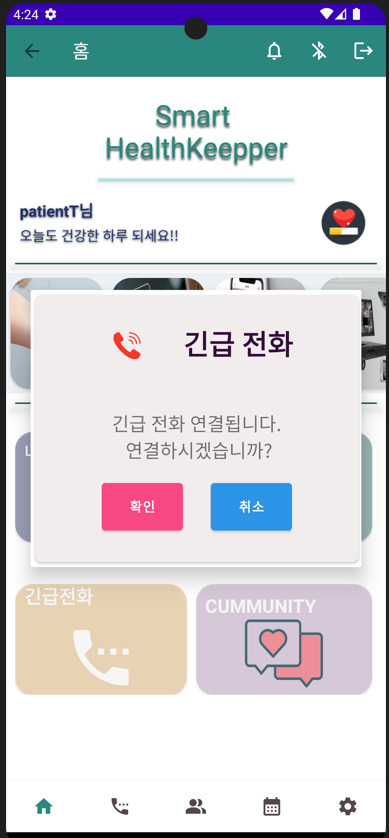 4:24
홈
Smart
HealthKeepper
patientT님
오늘도 건강한 하루 되세요!!
긴급 전화
긴급 전화 연결됩니다.
연결하시겠습니까?
확인
취소
긴급전화
CUMMUNITY